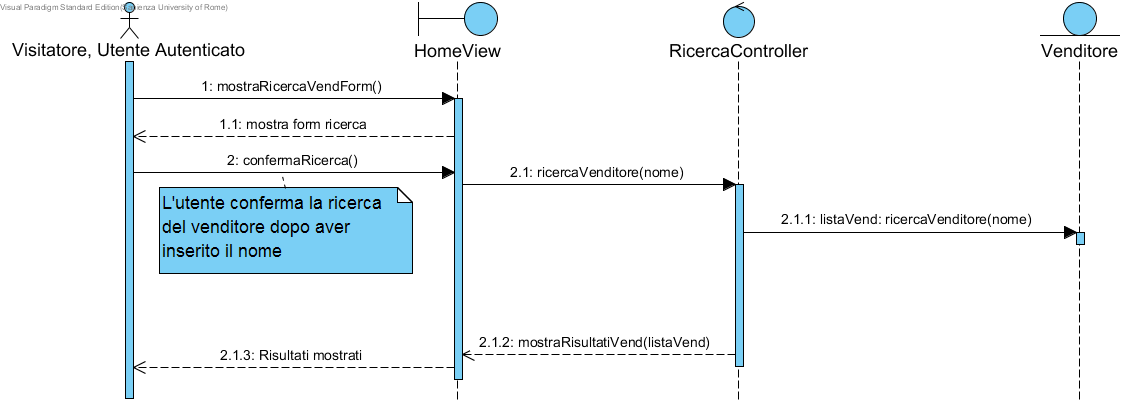 Visual Paradigm Standard Edition(Sapienza University of Rome)
Visitatore, Utente Autenticato
HomeView
RicercaController
Venditore
1: mostraRicercaVendForm()
1.1: mostra form ricerca
2: confermaRicerca()
2.1: ricercaVenditore(nome)
L'utente conferma la ricerca
del venditore dopo aver
inserito il nome
2.1.1: listaVend: ricercaVenditore(nome)
2.1.2: mostraRisultatiVend(listaVend)
2.1.3: Risultati mostrati